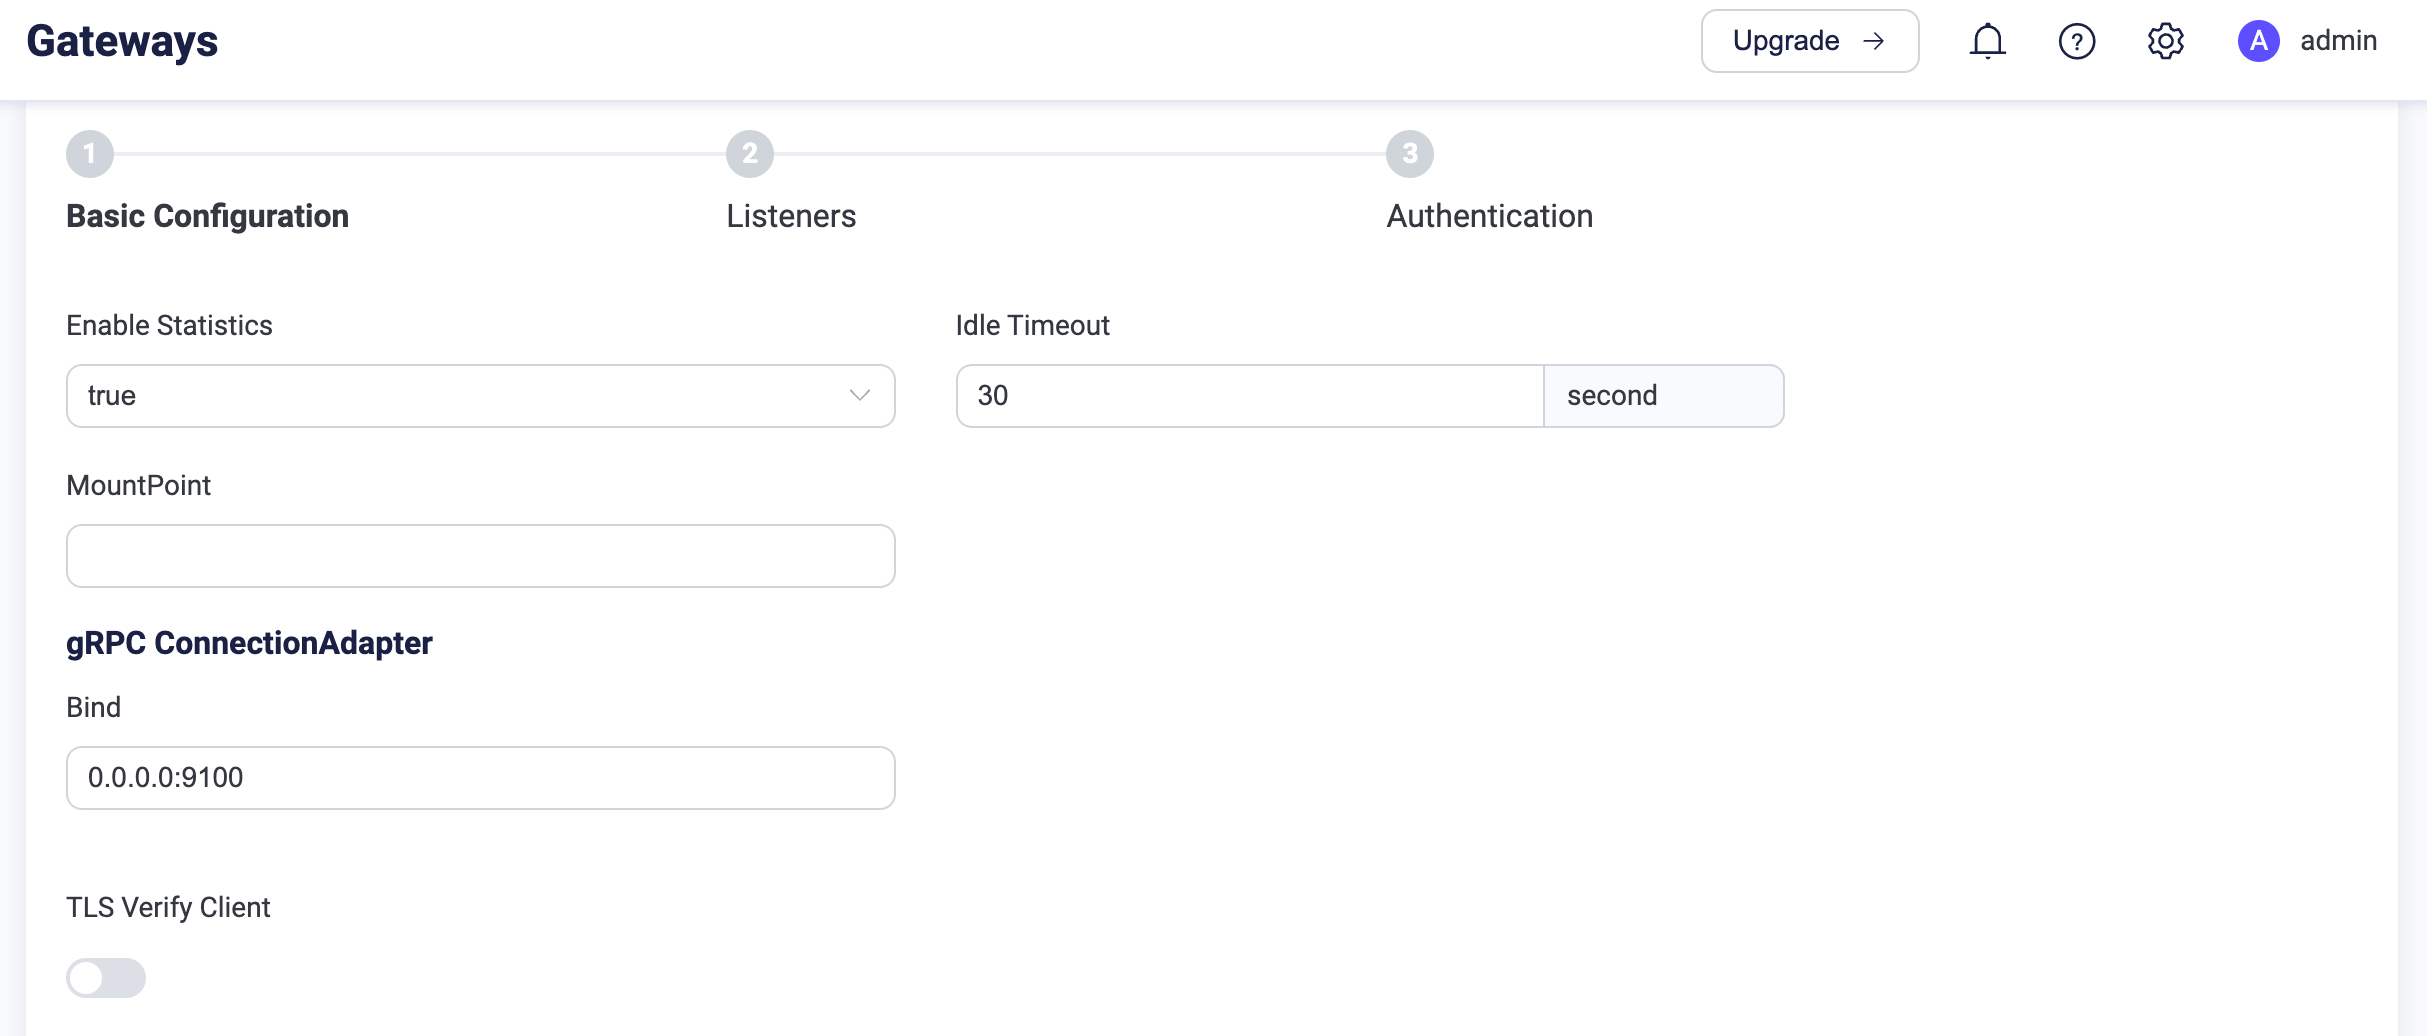 Gateways
Upgrade →
?
A
admin
1
2
3
Basic Configuration
Listeners
Authentication
Enable Statistics
Idle Timeout
true
30
second
MountPoint
gRPC ConnectionAdapter
Bind
0.0.0.0:9100
TLS Verify Client